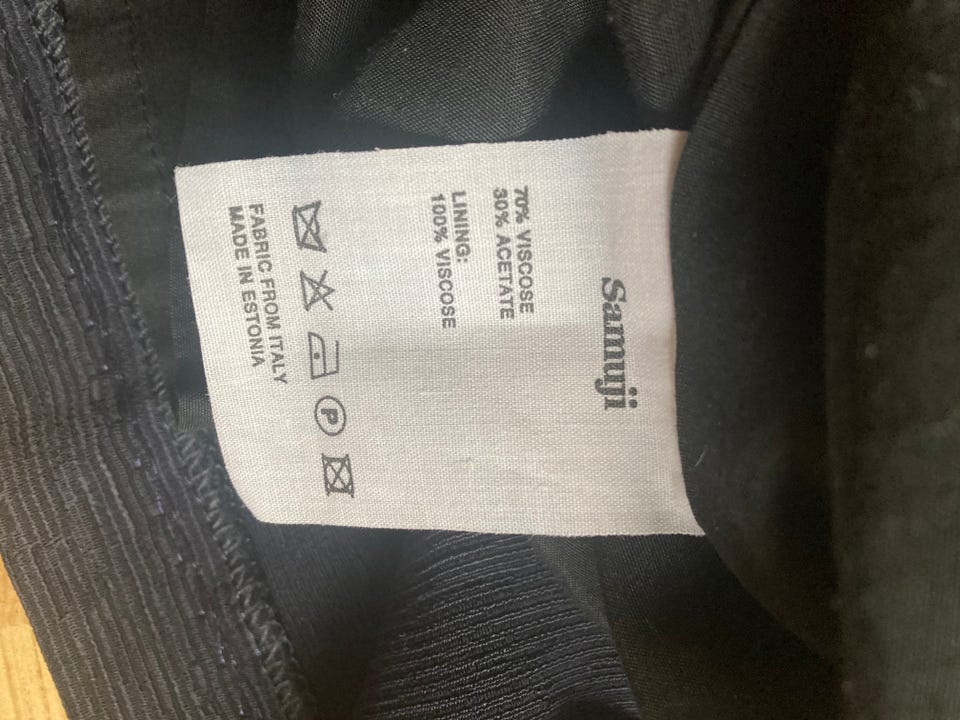 Samuji
70% VISCOSE
30% ACETATE
LINING:
100% VISCOSE
P
FABRIC FROM ITALY
MADE IN ESTONIA